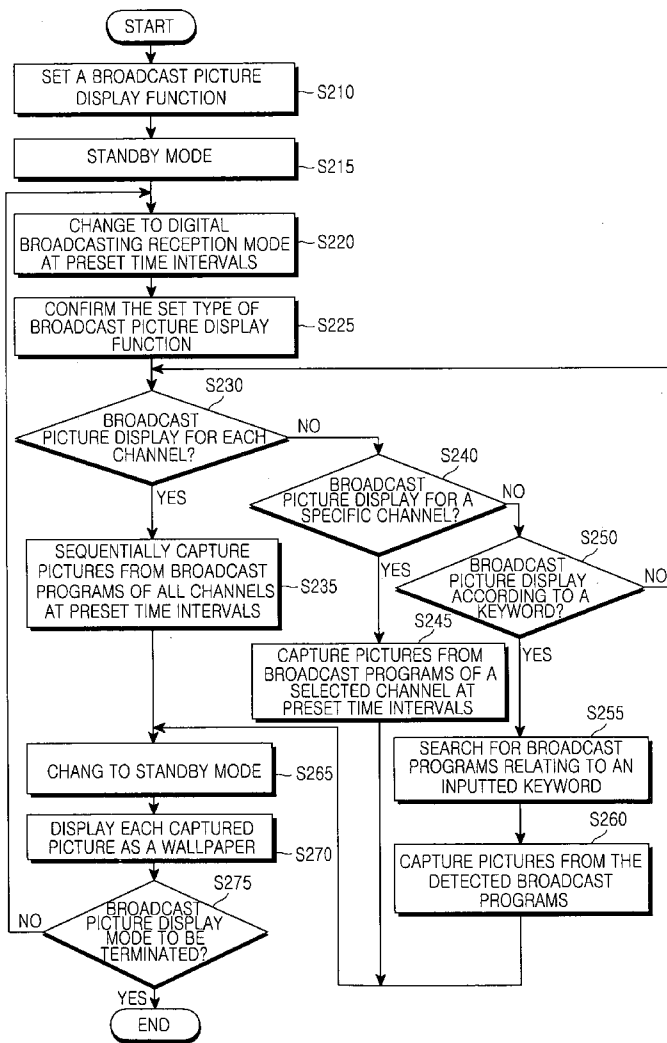 START
SET A BROADCAST PICTURE
DISPLAY FUNCTION
S210
STANDBY MODE
S215
CHANGE TO DIGITAL
BROADCASTING RECEPTION MODE
AT PRESET TIME INTERVALS
S220
CONFIRM THE SET TYPE OF
BROADCAST PICTURE DISPLAY
FUNCTION
S225
S230
BROADCAST
PICTURE DISPLAY FOR EACH
CHANNEL?
NO
YES
S240
BROADCAST
PICTURE DISPLAY FOR A
SPECIFIC CHANNEL?
NO
YES
S250
BROADCAST
PICTURE DISPLAY
ACCORDING TO A
KEYWORD?
NO
YES
SEQUENTIALLY CAPTURE
PICTURES FROM BROADCAST
PROGRAMS OF ALL CHANNELS
AT PRESET TIME INTERVALS
S235
S245
CAPTURE PICTURES FROM
BROADCAST PROGRAMS OF A
SELECTED CHANNEL AT
PRESET TIME INTERVALS
S255
SEARCH FOR BROADCAST
PROGRAMS RELATING TO AN
INPUTTED KEYWORD
S260
CAPTURE PICTURES FROM THE
DETECTED BROADCAST
PROGRAMS
CHANG TO STANDBY MODE
S265
DISPLAY EACH CAPTURED
PICTURE AS A WALLPAPER
S270
S275
BROADCAST
PICTURE DISPLAY
MODE TO BE
TERMINATED?
NO
YES
END